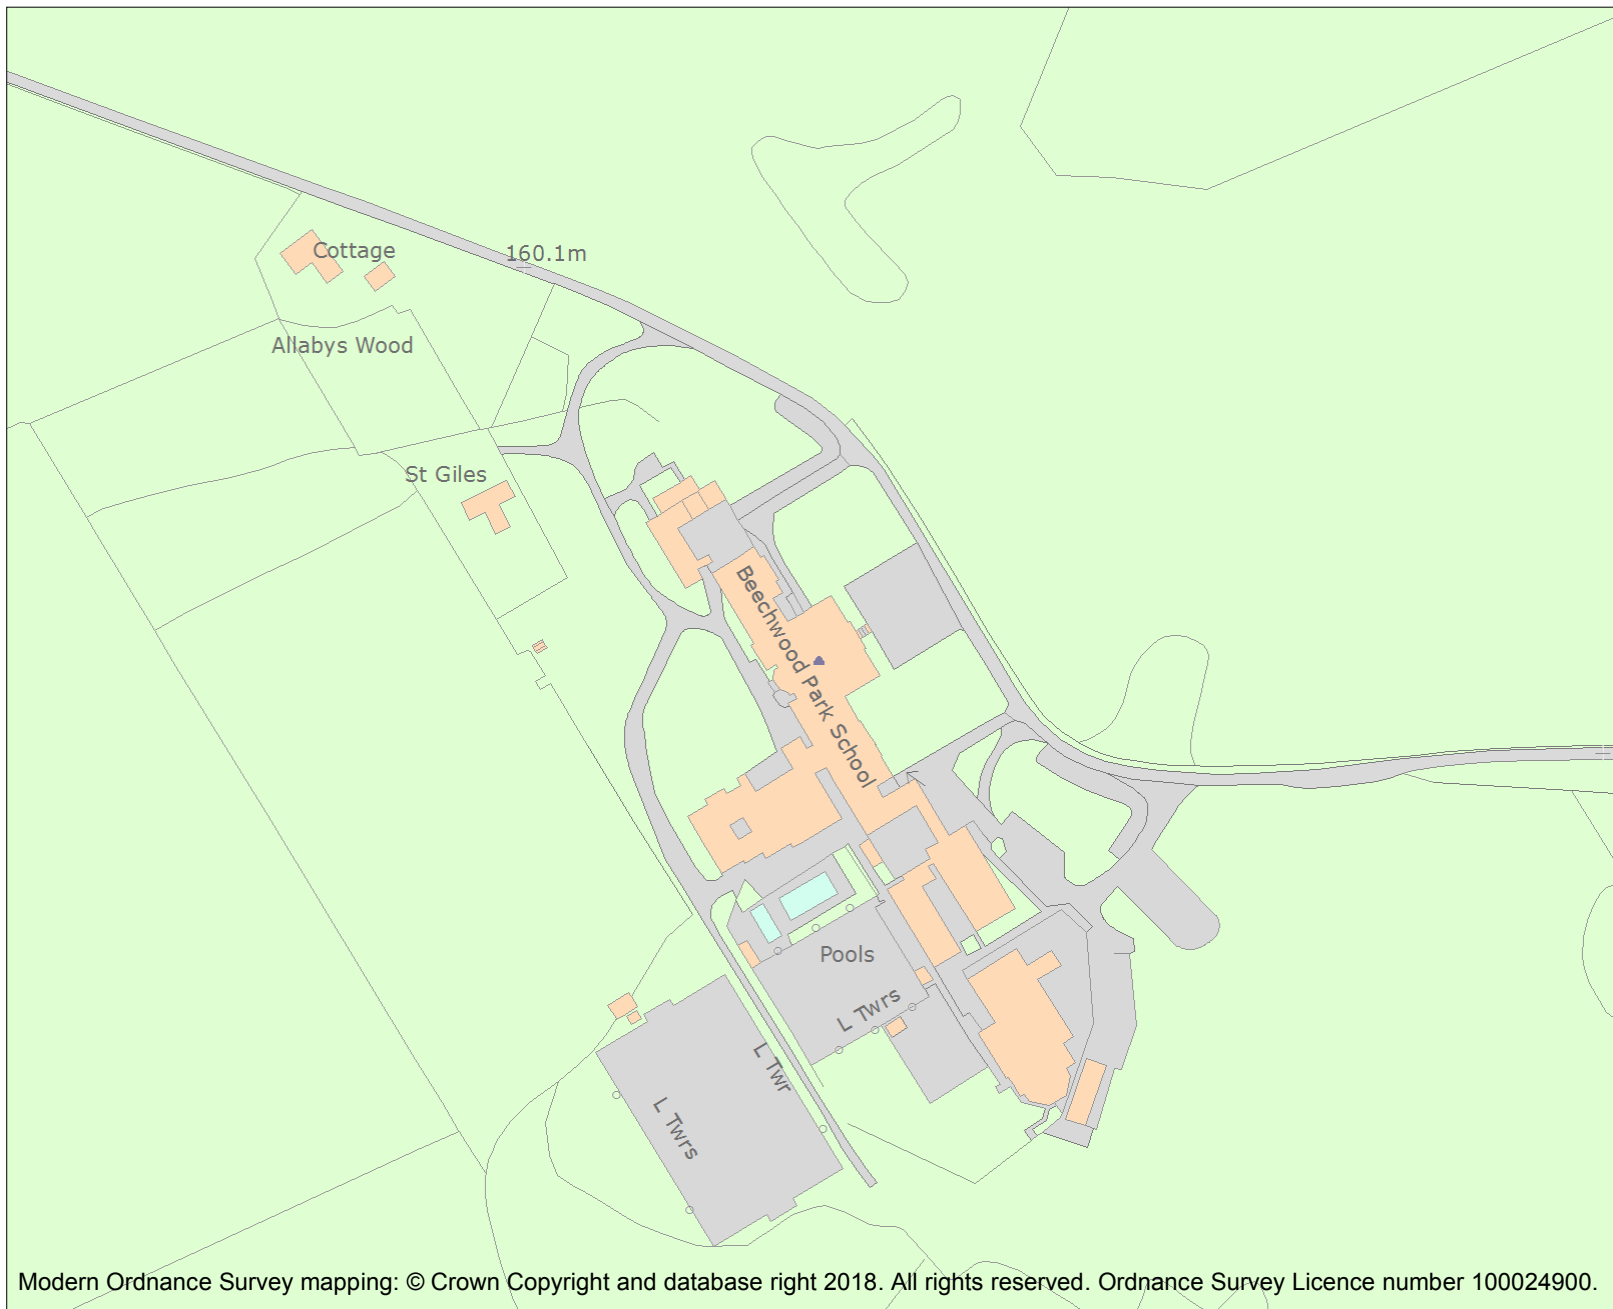 Cottage
160.1m
Allabys Wood
St Giles
Beechwood Park School
Pools
L Twrs
L Twr
L Twrs
Modern Ordnance Survey mapping: © Crown Copyright and database right 2018. All rights reserved. Ordnance Survey Licence number 100024900.